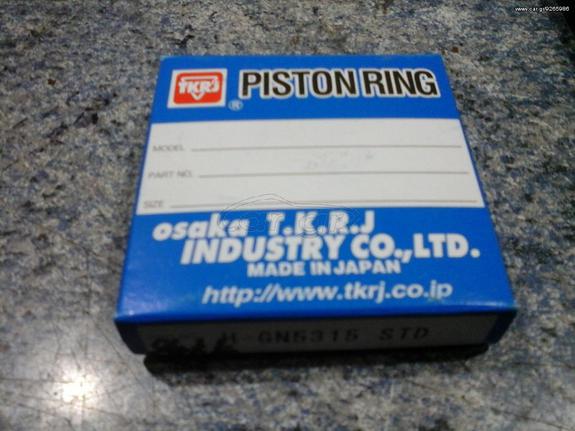 www.car.gr/9265986
TKRJ
® PISTON RING
MODEL
PART NO.
SIZE
osaka T.K.R.J
INDUSTRY CO.,LTD.
MADE IN JAPAN
http://www.tkrj.co.jp
H-GN5315 STD